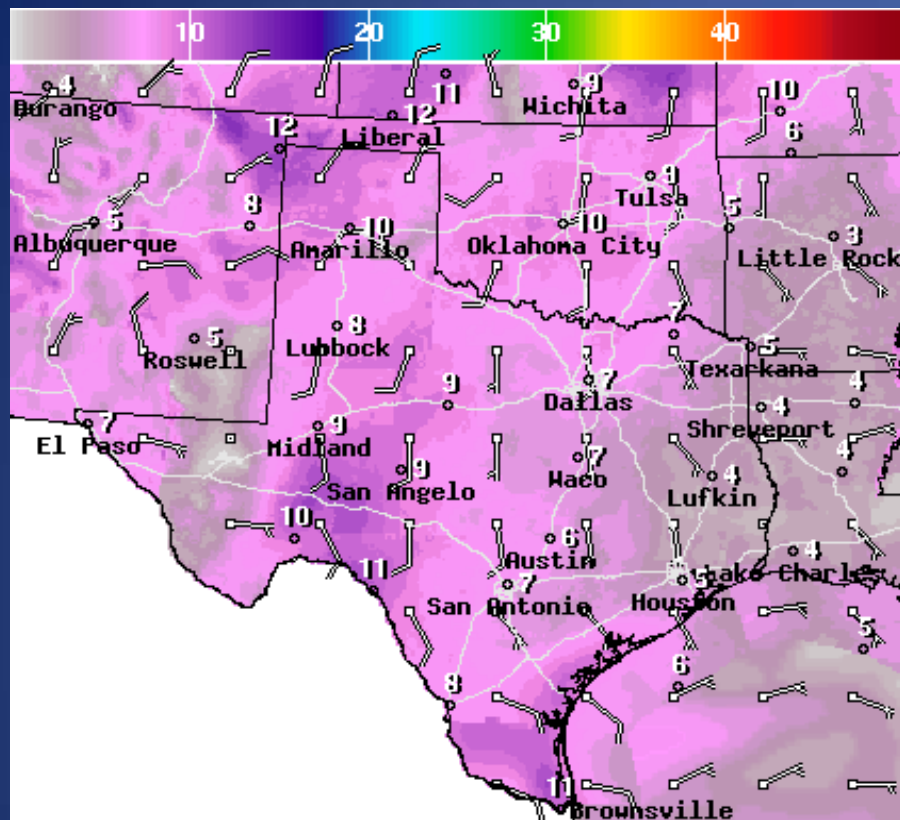 10 20 30 40
4 11 9 10
Durango Wichita
12 12 6
Liberal
9
Tulsa
5 8 10 10 5 3
Albuquerque Amarillo Oklahoma City Little Rock
5 8 7 5
Roswell Lubbock Texarkana
9 7 4 4
Dallas
7 9 Shreveport
El Paso Midland
9 7 4 4
San Angelo Waco Lufkin
10 6 4
Austin Lake Charles
11 7 5
San Antonio Houston
5
8 6
11
Brownsville